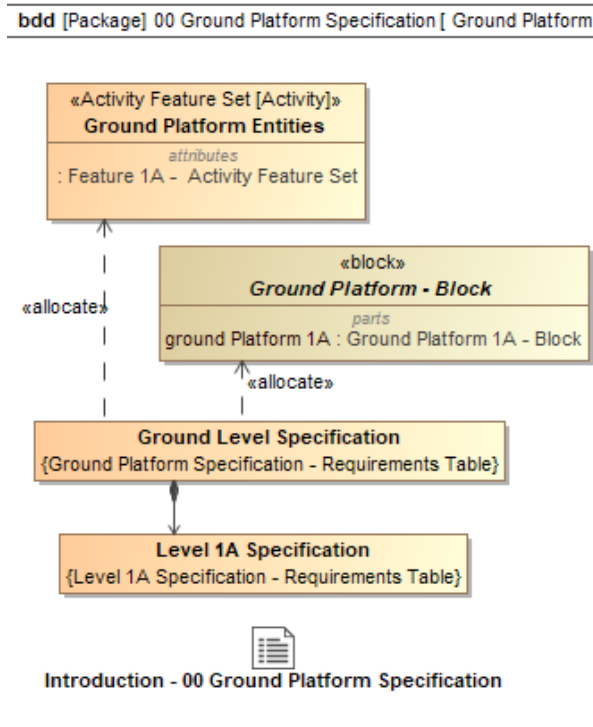 bdd [Package] 00 Ground Platform Specification [ Ground Platform
«Activity Feature Set [Activity]»
Ground Platform Entities
attributes
: Feature 1A - Activity Feature Set
«block»
Ground Platform - Block
parts
ground Platform 1A : Ground Platform 1A - Block
«allocate»
«allocate»
Ground Level Specification
{Ground Platform Specification - Requirements Table}
Level 1A Specification
{Level 1A Specification - Requirements Table}
Introduction - 00 Ground Platform Specification